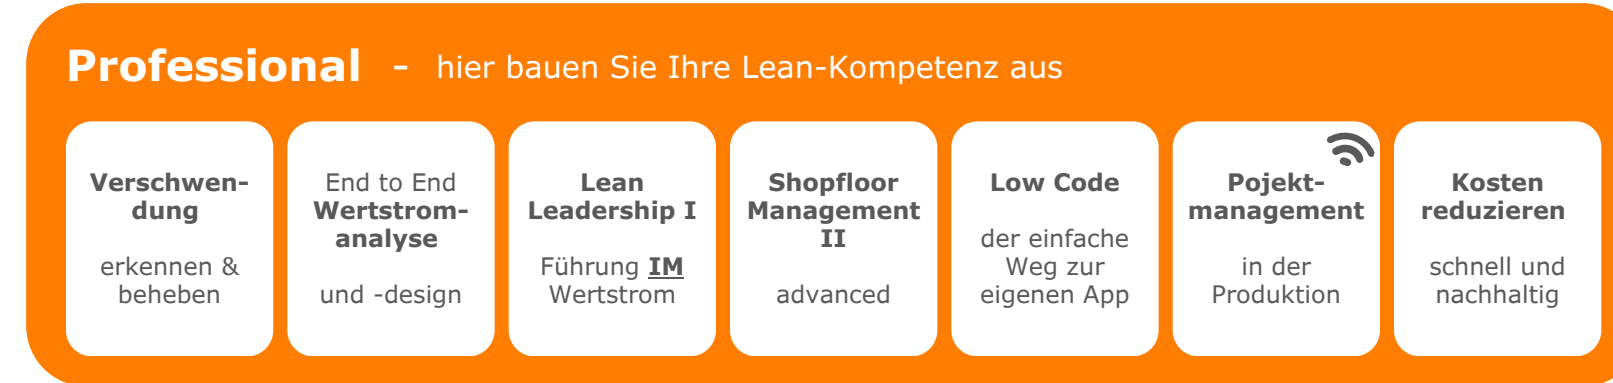 Professional - hier bauen Sie Ihre Lean-Kompetenz aus
Verschwen-
dung
erkennen &
beheben
End to End
Wertstrom-
analyse
und -design
Lean
Leadership I
Führung IM
Wertstrom
Shopfloor
Management
II
advanced
Low Code
der einfache
Weg zur
eigenen App
Pojekt-
management
in der
Produktion
Kosten
reduzieren
schnell und
nachhaltig